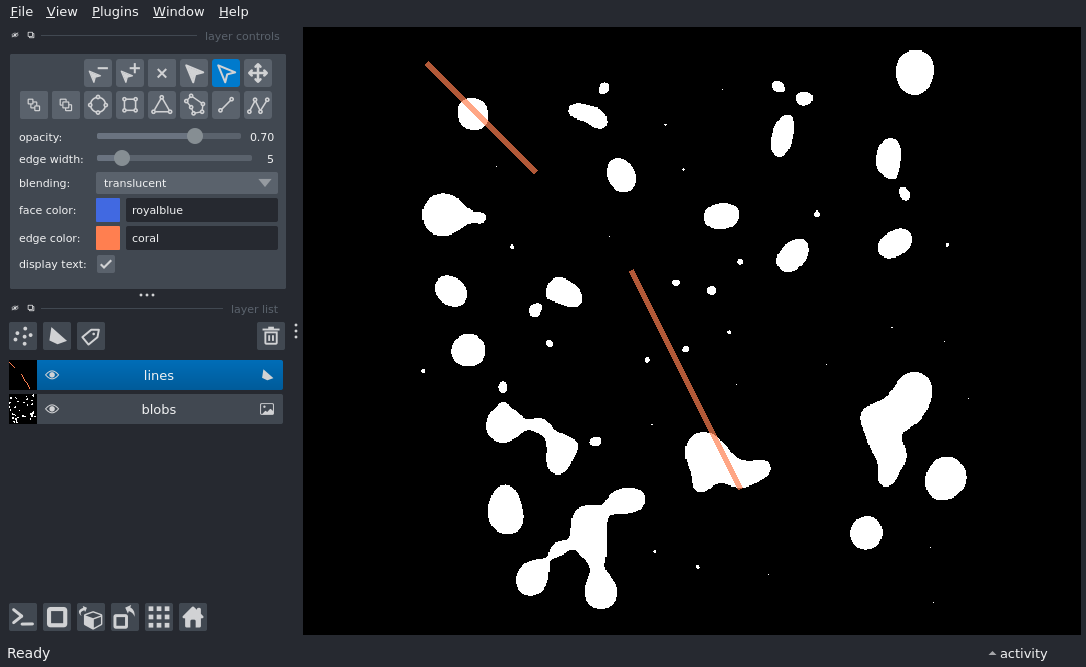 File View Plugins Window Help
layer controls
opacity: 0.70
edge width: 5
blending: translucent
face color: royalblue
edge color: coral
display text:
layer list
lines
blobs
Ready
activity